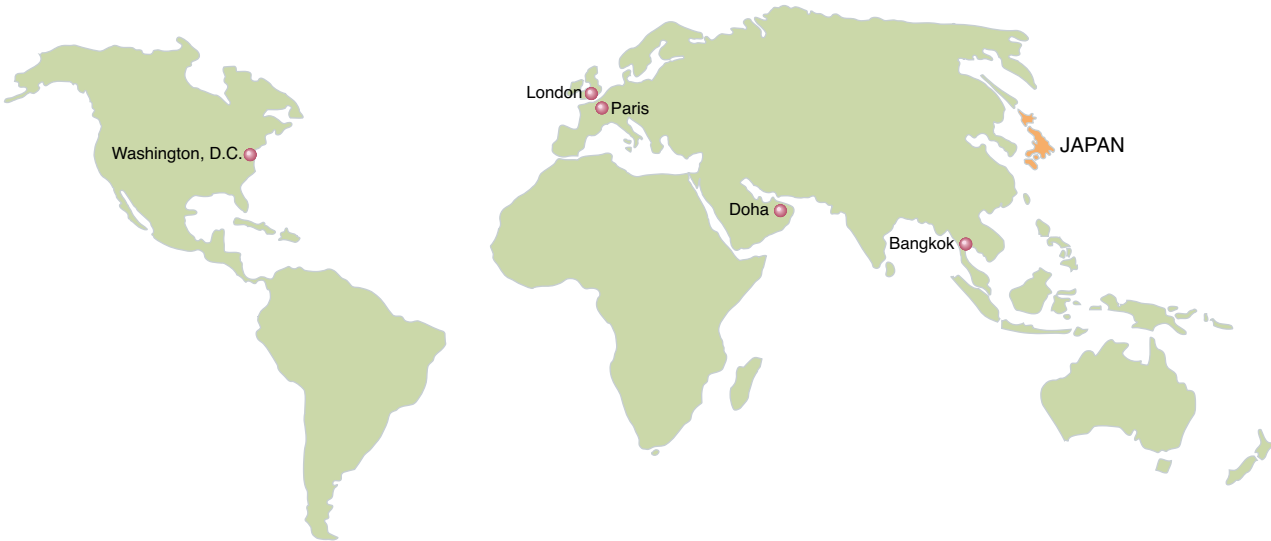 London
Paris
Washington, D.C.
JAPAN
Doha
Bangkok